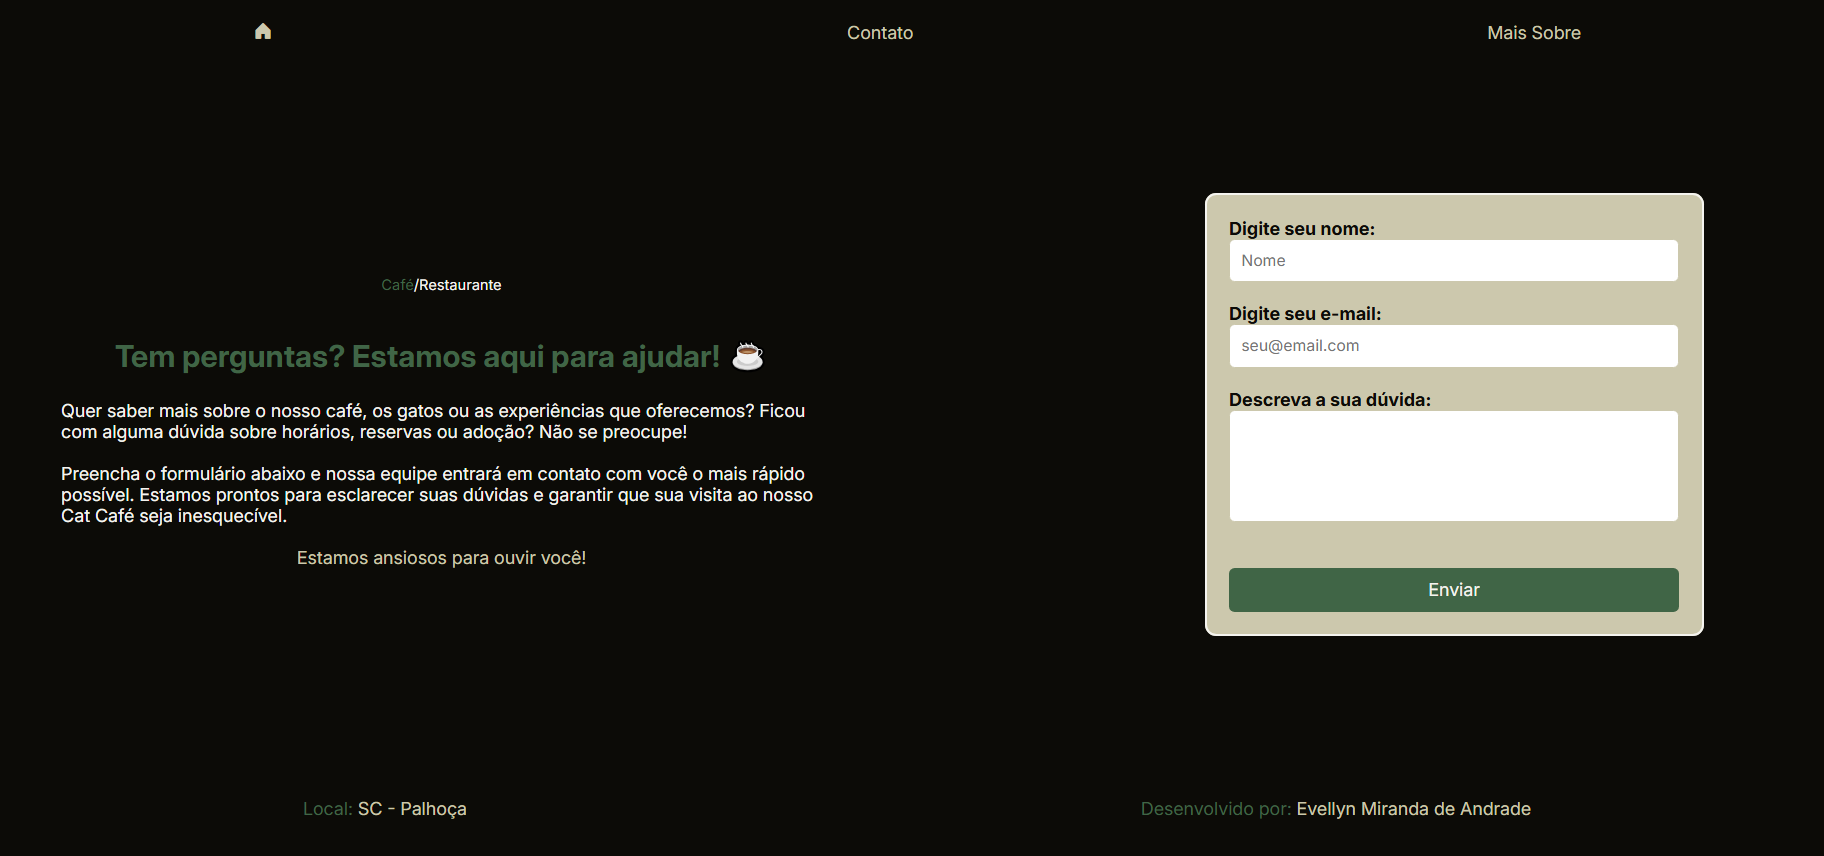 Contato
Mais Sobre
Café/Restaurante
Tem perguntas? Estamos aqui para ajudar! ☕
Quer saber mais sobre o nosso café, os gatos ou as experiências que oferecemos? Ficou
com alguma dúvida sobre horários, reservas ou adoção? Não se preocupe!
Preencha o formulário abaixo e nossa equipe entrará em contato com você o mais rápido
possível. Estamos prontos para esclarecer suas dúvidas e garantir que sua visita ao nosso
Cat Café seja inesquecível.
Estamos ansiosos para ouvir você!
Digite seu nome:
Nome
Digite seu e-mail:
seu@email.com
Descreva a sua dúvida:
Enviar
Local: SC - Palhoça
Desenvolvido por: Evellyn Miranda de Andrade